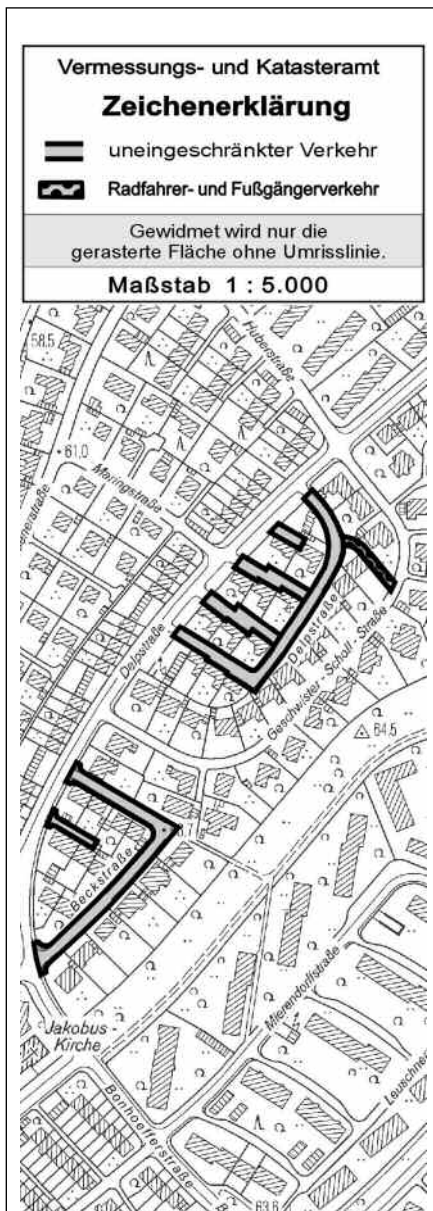 Vermessungs- und Katasteramt
Zeichenerklärung
uneingeschränkter Verkehr
Radfahrer- und Fußgängerverkehr
Gewidmet wird nur die
gerasterte Fläche ohne Umrisslinie.
Maßstab 1 : 5.000
58,5
Huberstraße
61,0
Maringstraße
nerstraße
Delpstraße
Delpstraße
Geschwister - Scholl - Straße
64,5
Beckstraße
Jakobus -
Kirche
Mierendorffstraße
Leuschner
Bonhoefferstraße
63,6